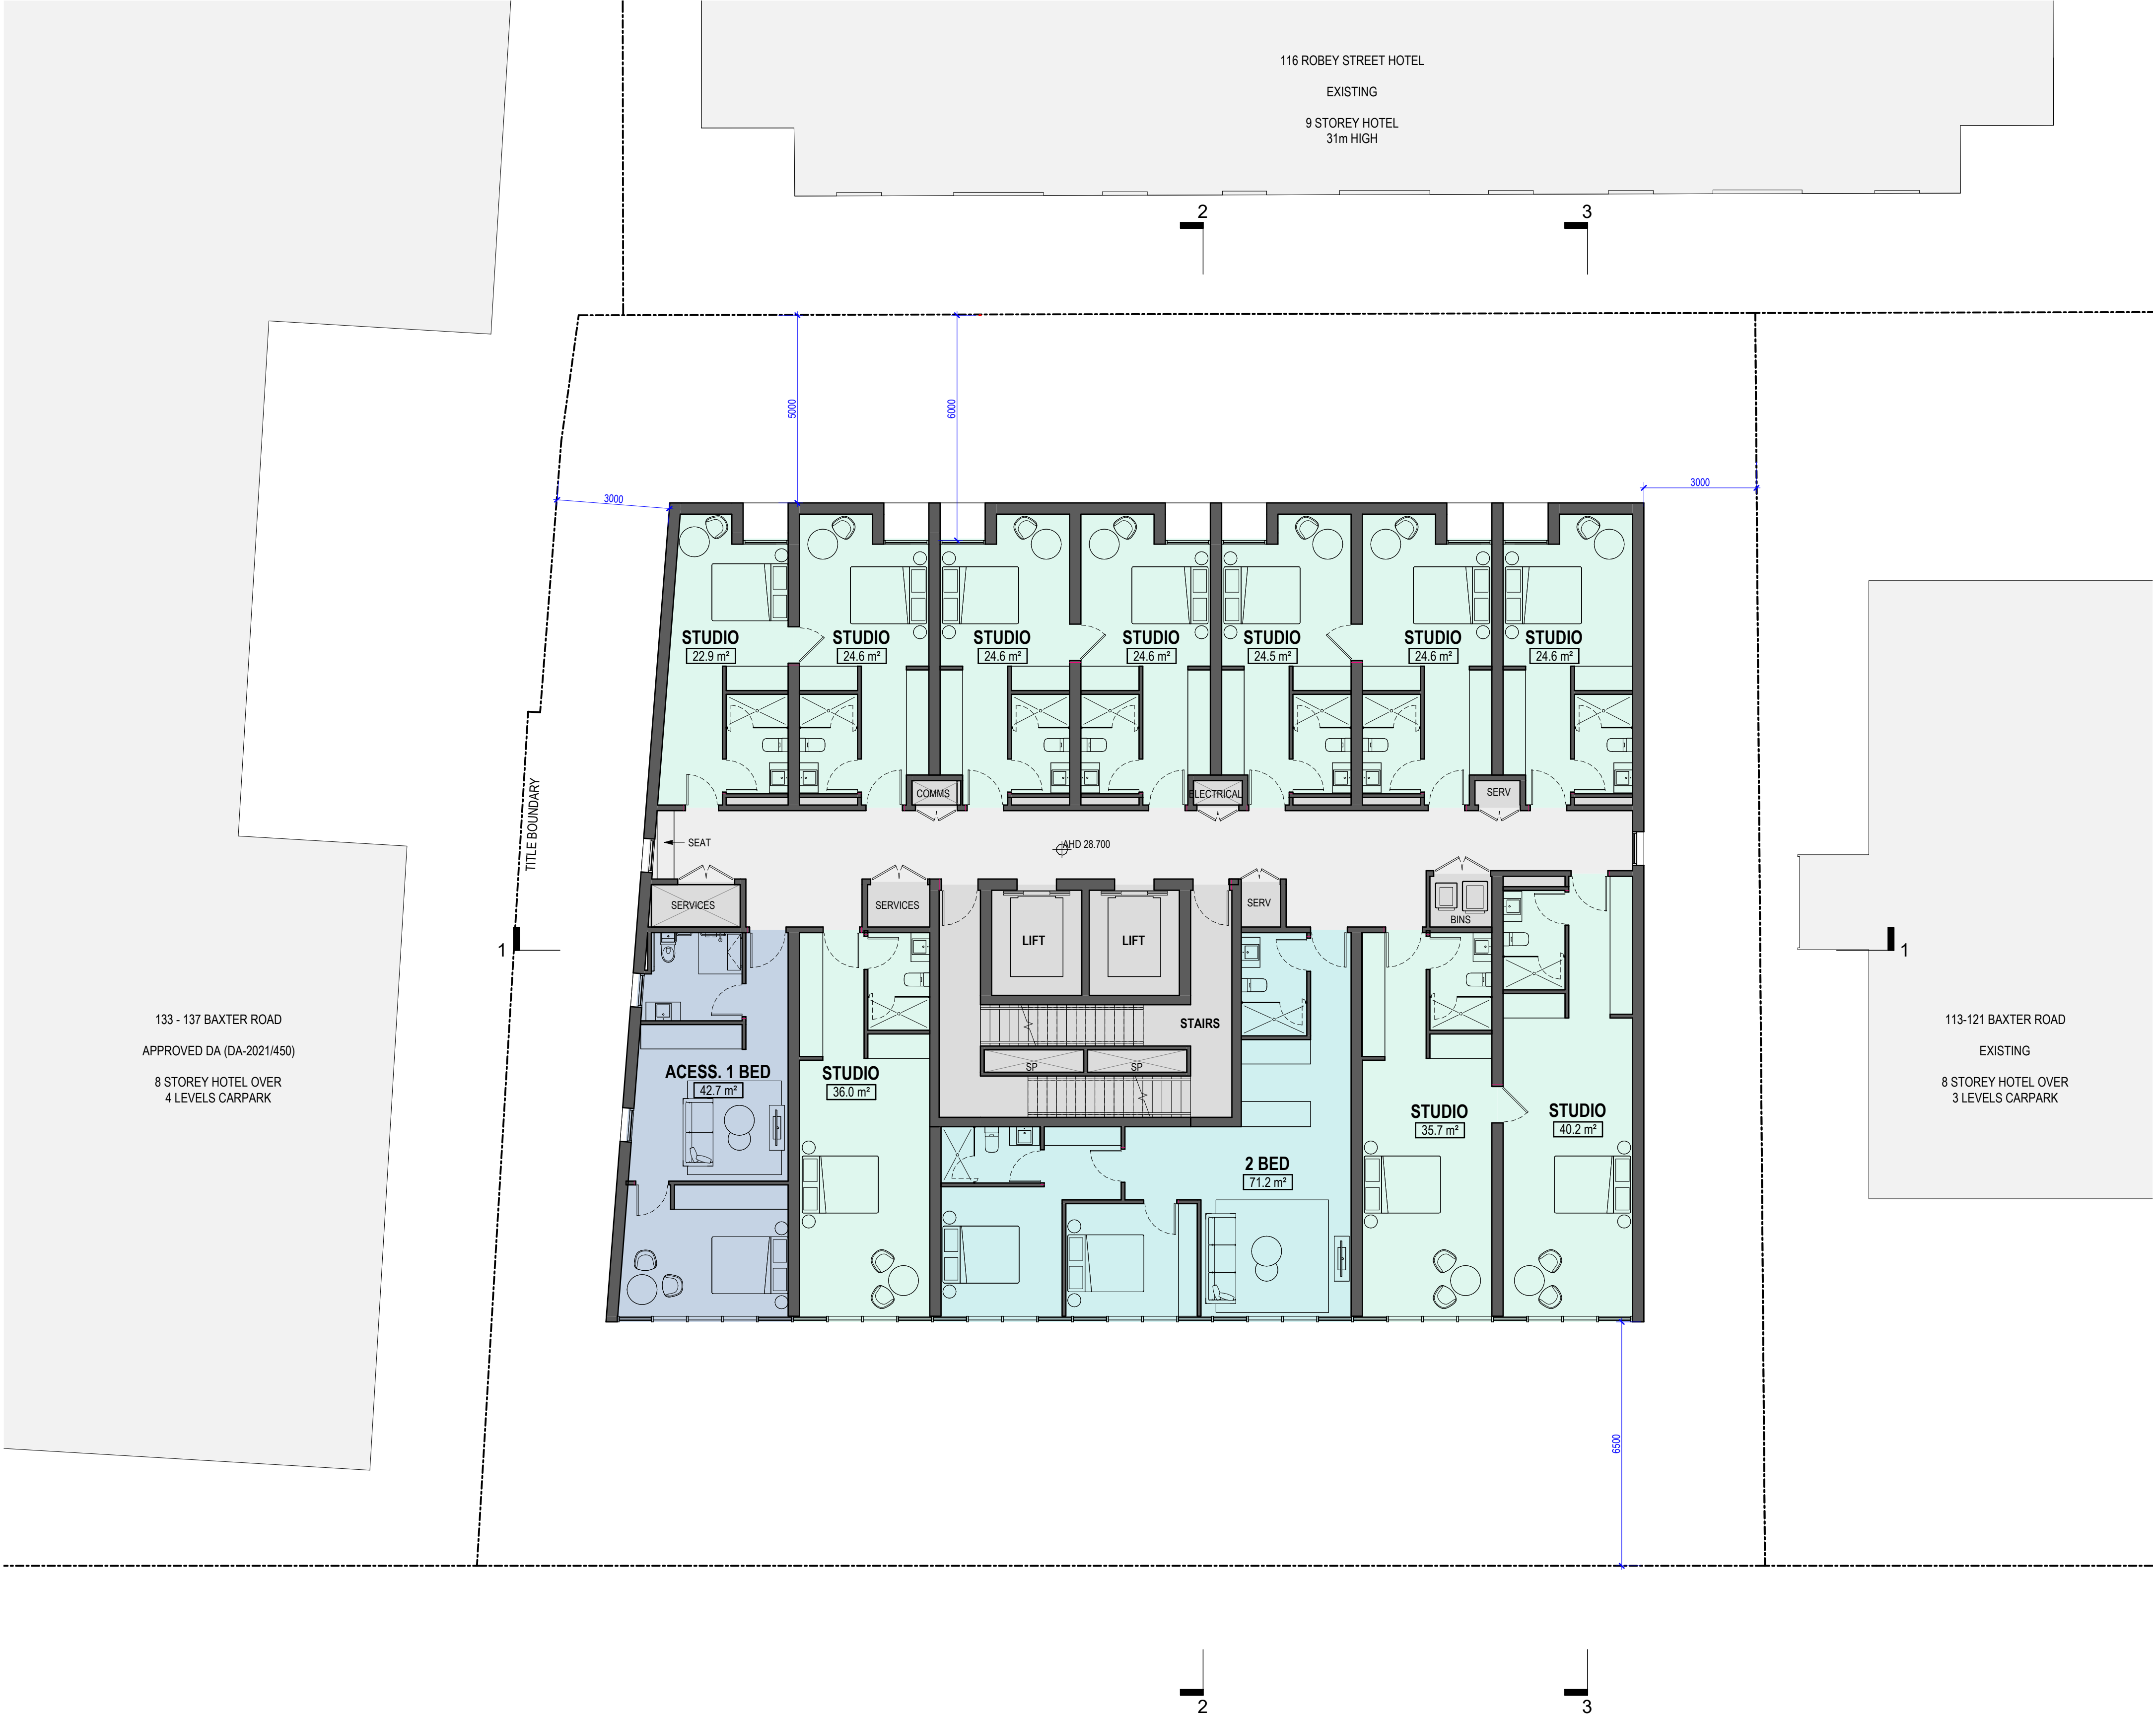 116 ROBEY STREET HOTEL
EXISTING
9 STOREY HOTEL
31m HIGH
2
3
5000
6000
3000
3000
STUDIO
22.9 m²
STUDIO
24.6 m²
STUDIO
24.6 m²
STUDIO
24.6 m²
STUDIO
24.5 m²
STUDIO
24.6 m²
STUDIO
24.6 m²
TITLE BOUNDARY
COMMS
ELECTRICAL
SERV
SEAT
AHD 28.700
SERVICES
SERVICES
SERV
BINS
LIFT
LIFT
1
1
STAIRS
SP
SP
133 - 137 BAXTER ROAD
APPROVED DA (DA-2021/450)
8 STOREY HOTEL OVER
4 LEVELS CARPARK
ACESS. 1 BED
42.7 m²
STUDIO
36.0 m²
2 BED
71.2 m²
STUDIO
35.7 m²
STUDIO
40.2 m²
113-121 BAXTER ROAD
EXISTING
8 STOREY HOTEL OVER
3 LEVELS CARPARK
6500
2
3